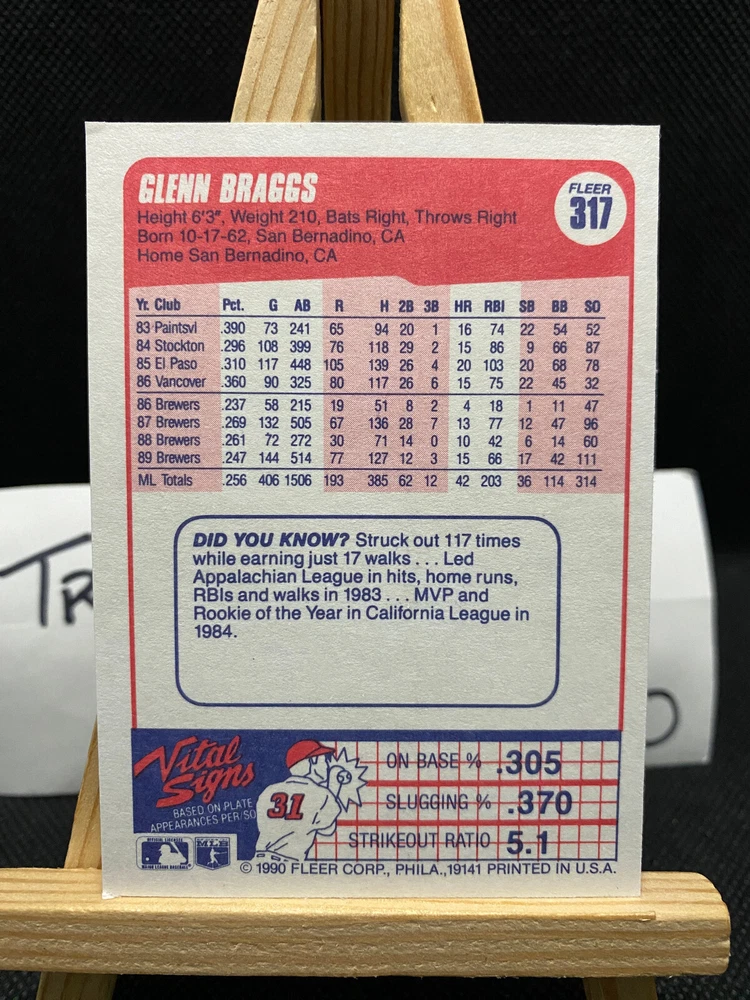 GLENN BRAGGS
Height 6'3", Weight 210, Bats Right, Throws Right
Born 10-17-62, San Bernadino, CA
Home San Bernadino, CA
FLEER
317
Yr. Club Pct. G AB R H 2B 3B HR RBI SB BB SO
83 Paintsvl .390 73 241 65 94 20 1 16 74 22 54 52
84 Stockton .296 108 399 76 118 29 2 15 86 9 66 87
85 El Paso .310 117 448 105 139 26 4 20 103 20 68 78
86 Vancover .360 90 325 80 117 26 6 15 75 22 45 32
86 Brewers .237 58 215 19 51 8 2 4 18 1 11 47
87 Brewers .269 132 505 67 136 28 7 13 77 12 47 96
88 Brewers .261 72 272 30 71 14 0 10 42 6 14 60
89 Brewers .247 144 514 77 127 12 3 15 66 17 42 111
ML Totals .256 406 1506 193 385 62 12 42 203 36 114 314
DID YOU KNOW? Struck out 117 times
while earning just 17 walks . . . Led
Appalachian League in hits, home runs,
RBIs and walks in 1983 . . . MVP and
Rookie of the Year in California League in
1984.
Vital
Signs
BASED ON PLATE
APPEARANCES PER/SO
31
ON BASE % .305
SLUGGING % .370
STRIKEOUT RATIO 5.1
MLB
© 1990 FLEER CORP., PHILA., 19141 PRINTED IN U.S.A.